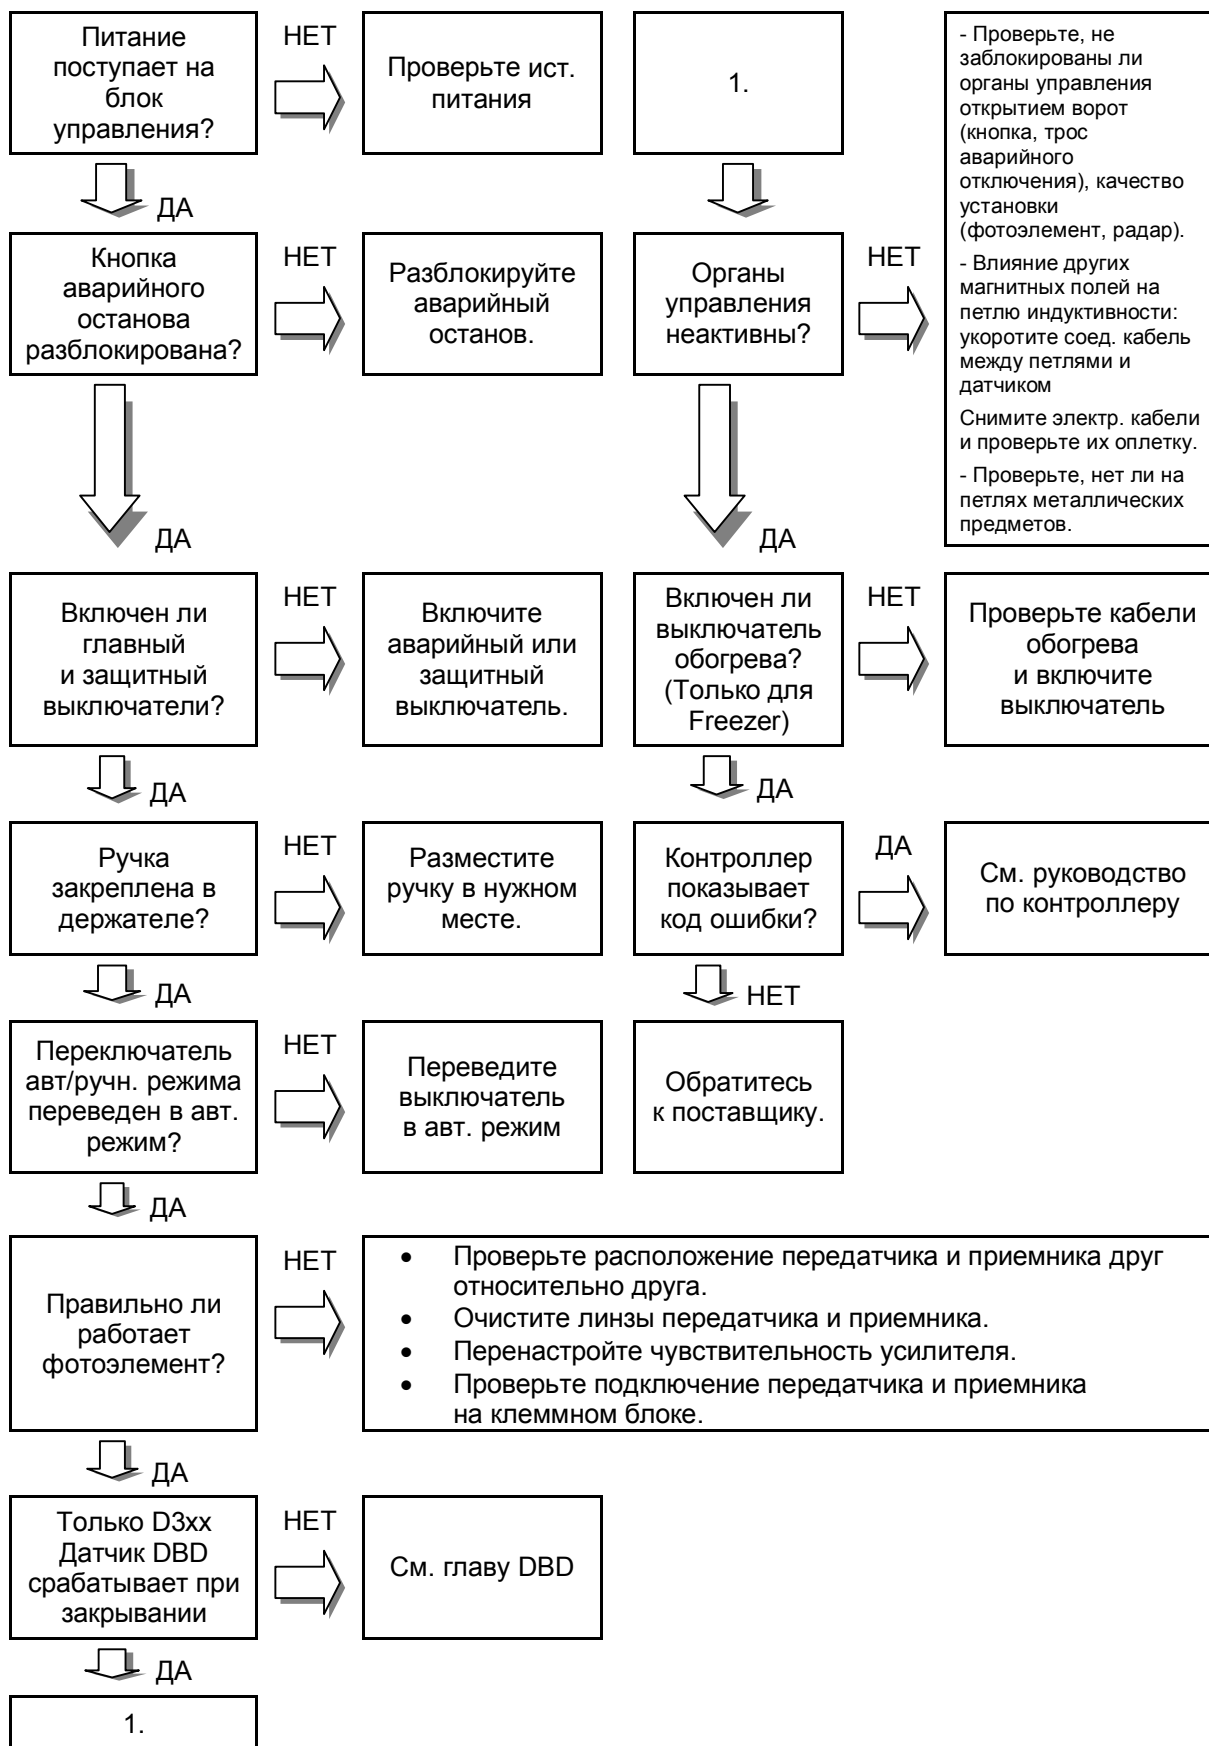 Питание
поступает на
блок
управления?
НЕТ
Проверьте ист.
питания
ДА
Кнопка
аварийного
останова
разблокирована?
НЕТ
Разблокируйте
аварийный
останов.
ДА
Включен ли
главный
и защитный
выключатели?
НЕТ
Включите
аварийный или
защитный
выключатель.
ДА
Ручка
закреплена в
держателе?
НЕТ
Разместите
ручку в нужном
месте.
ДА
Переключатель
авт/ручн. режима
переведен в авт.
режим?
НЕТ
Переведите
выключатель
в авт. режим
ДА
Правильно ли
работает
фотоэлемент?
НЕТ
• Проверьте расположение передатчика и приемника друг
относительно друга.
• Очистите линзы передатчика и приемника.
• Перенастройте чувствительность усилителя.
• Проверьте подключение передатчика и приемника
на клеммном блоке.
ДА
Только D3xx
Датчик DBD
срабатывает при
закрывании
НЕТ
См. главу DBD
ДА
1.
1.
Органы
управления
неактивны?
НЕТ
- Проверьте, не
заблокированы ли
органы управления
открытием ворот
(кнопка, трос
аварийного
отключения), качество
установки
(фотоэлемент, радар).
- Влияние других
магнитных полей на
петлю индуктивности:
укоротите соед. кабель
между петлями и
датчиком
Снимите электр. кабели
и проверьте их оплетку.
- Проверьте, нет ли на
петлях металлических
предметов.
ДА
Включен ли
выключатель
обогрева?
(Только для
Freezer)
НЕТ
Проверьте кабели
обогрева
и включите
выключатель
ДА
Контроллер
показывает
код ошибки?
ДА
См. руководство
по контроллеру
НЕТ
Обратитесь
к поставщику.